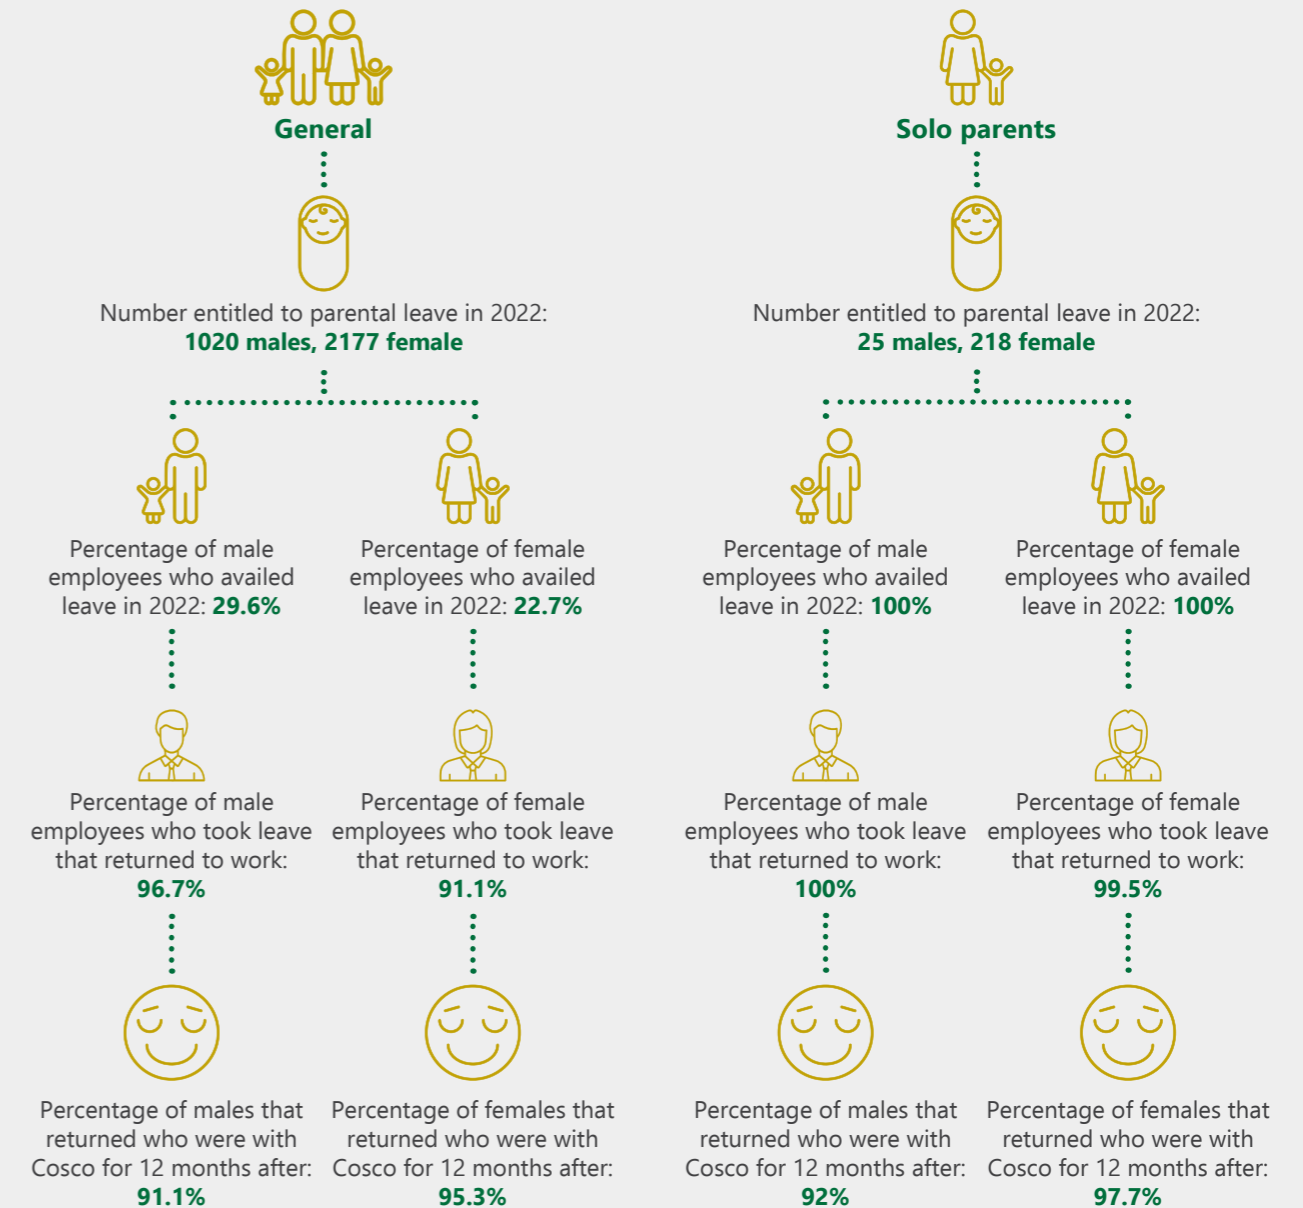 General
Number entitled to parental leave in 2022:
1020 males, 2177 female
Percentage of male
employees who availed
leave in 2022: 29.6%
Percentage of female
employees who availed
leave in 2022: 22.7%
Percentage of male
employees who took leave
that returned to work:
96.7%
Percentage of female
employees who took leave
that returned to work:
91.1%
Percentage of males that
returned who were with
Cosco for 12 months after:
91.1%
Percentage of females that
returned who were with
Cosco for 12 months after:
95.3%
Solo parents
Number entitled to parental leave in 2022:
25 males, 218 female
Percentage of male
employees who availed
leave in 2022: 100%
Percentage of female
employees who availed
leave in 2022: 100%
Percentage of male
employees who took leave
that returned to work:
100%
Percentage of female
employees who took leave
that returned to work:
99.5%
Percentage of males that
returned who were with
Cosco for 12 months after:
92%
Percentage of females that
returned who were with
Cosco for 12 months after:
97.7%